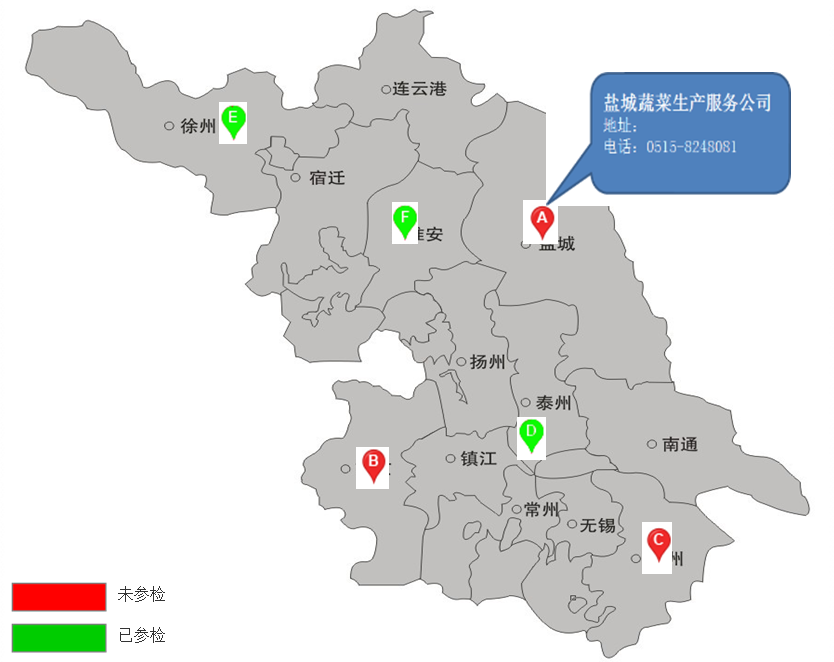 连云港
盐城蔬菜生产服务公司
地址:
电话: 0515-8248081
徐州
E
宿迁
F
淮安
A
盐城
扬州
泰州
D
南通
B
镇江
常州
无锡
C
州
未参检
已参检